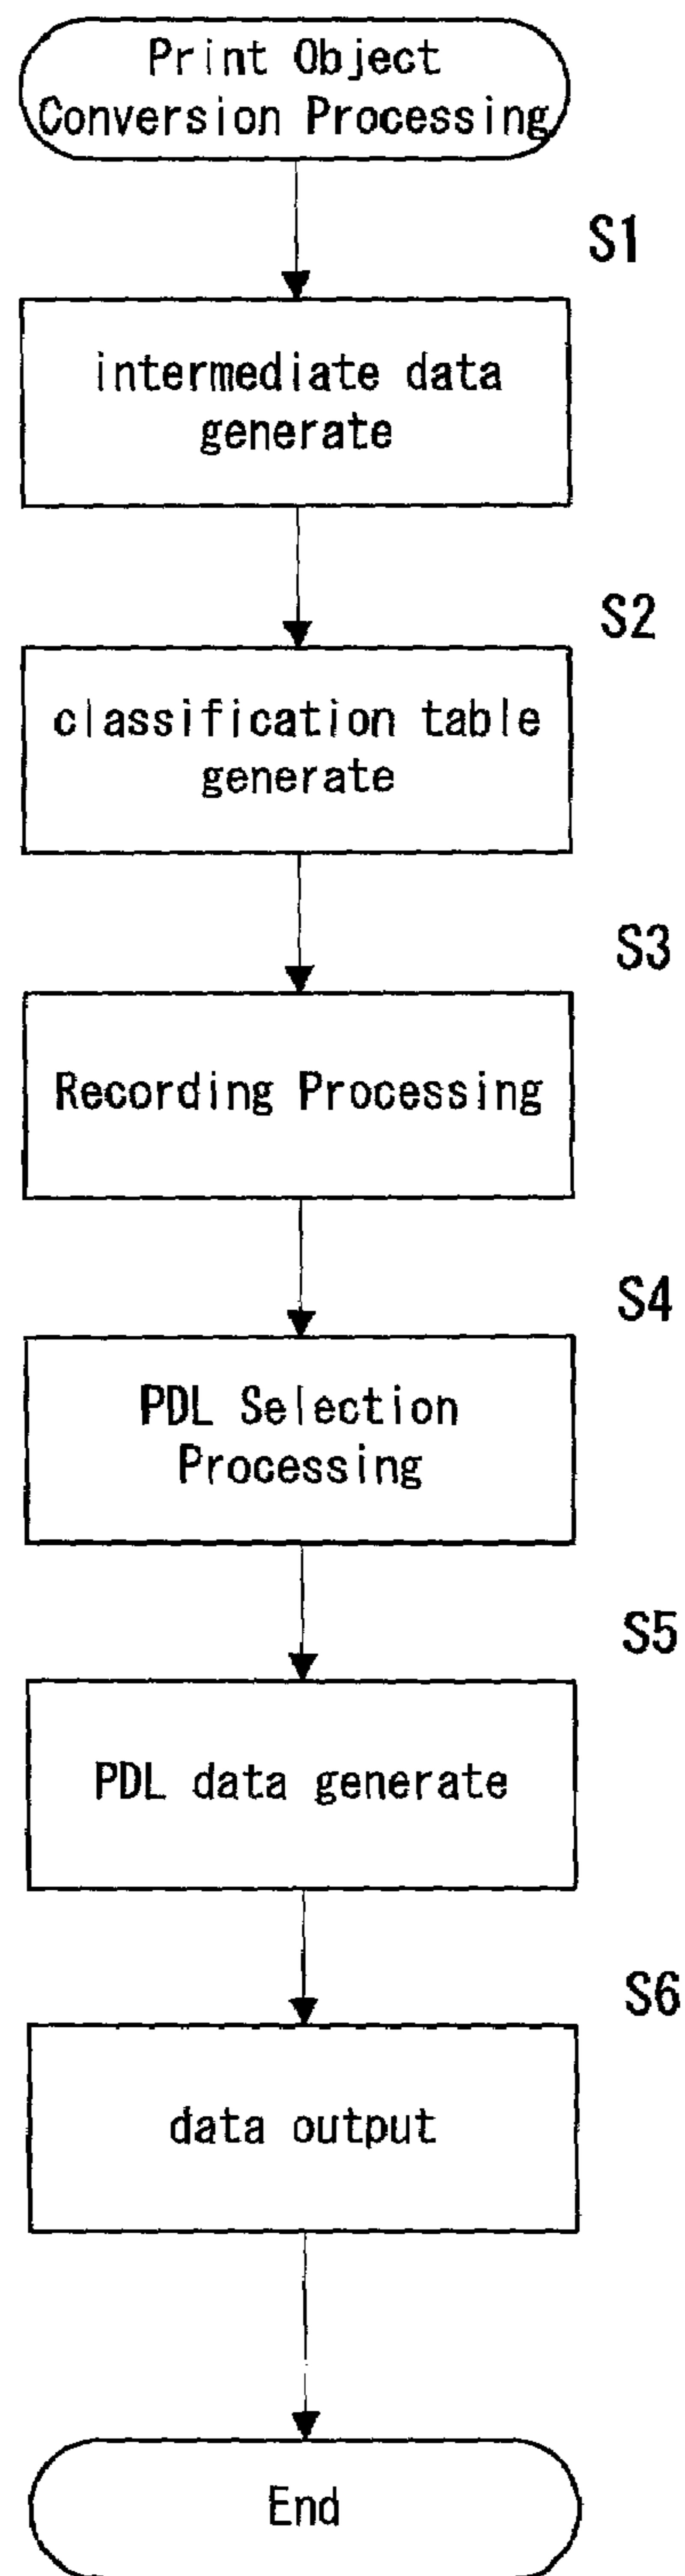 Print Object
Conversion Processing
S1
intermediate data
generate
S2
classification table
generate
S3
Recording Processing
S4
PDL Selection
Processing
S5
PDL data generate
S6
data output
End